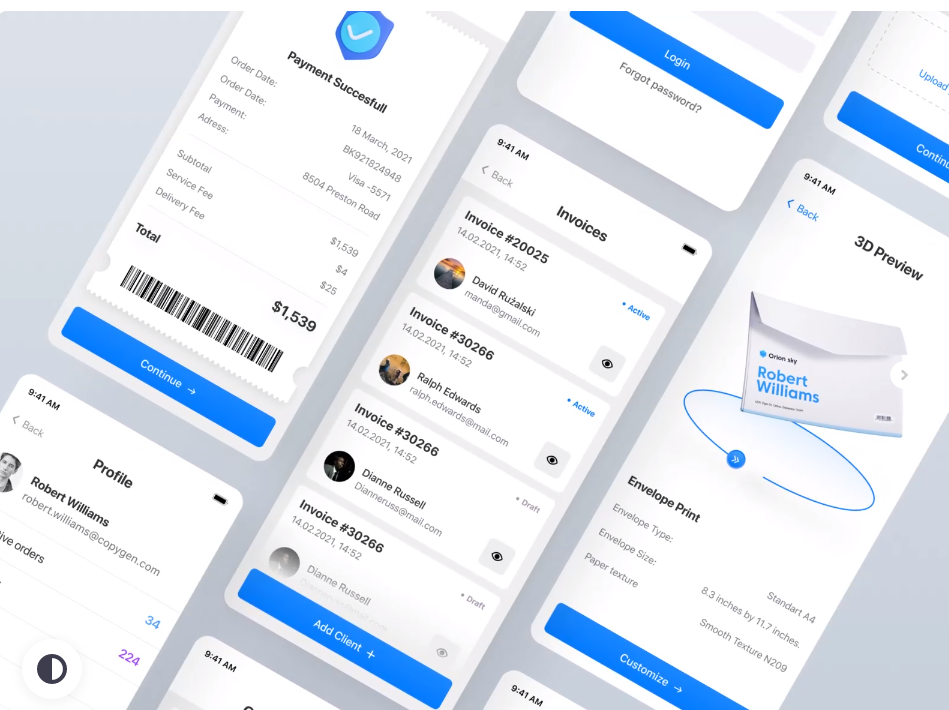 Payment Succesfull
Order Date:
18 March, 2021
Order Date:
BK921824948
Payment:
Visa -5571
Adress:
8504 Preston Road
Subtotal
$1,539
Service Fee
$4
Delivery Fee
$25
Total
$1,539
Continue →
Login
Forgot password?
Upload
Continu
9:41 AM
Back
Invoices
Invoice #20025
14.02.2021, 14:52
David Rużalski
manda@gmail.com
• Active
Invoice #30266
14.02.2021, 14:52
Ralph Edwards
ralph.edwards@mail.com
• Active
Invoice #30266
14.02.2021, 14:52
Dianne Russell
Dianneruss@mail.com
• Draft
Invoice #30266
14.02.2021, 14:52
Dianne Russell
• Draft
Add Client +
9:41 AM
Back
3D Preview
Orion sky
Robert
Williams
Envelope Print
Envelope Type:
Standart A4
Envelope Size:
8.3 inches by 11.7 inches.
Paper texture
Smooth Texture N209
Customize →
9:41 AM
Back
Profile
Robert Williams
robert.williams@copygen.com
ive orders
34
224
9:41 AM
9:41 AM